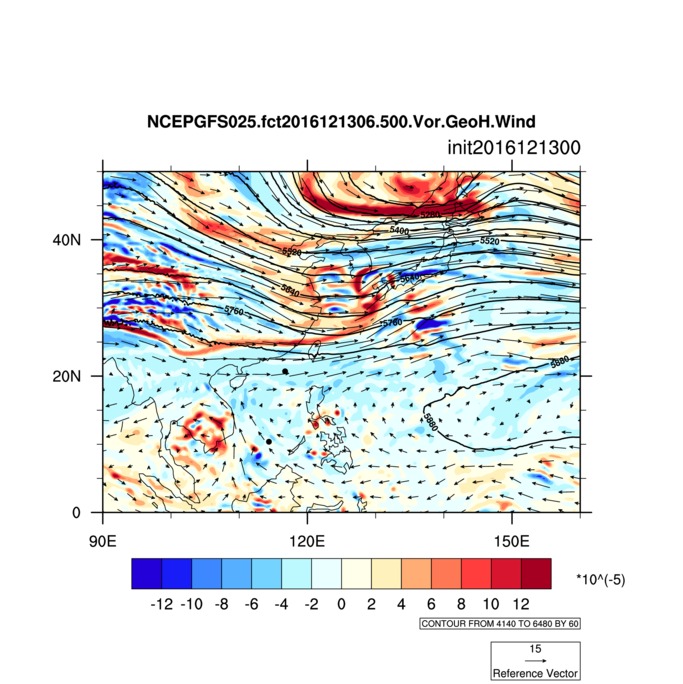 NCEPGFS025.fct2016121306.500.Vor.GeoH.Wind
init2016121300
40N
20N
0
90E 120E 150E
5280
5400
5520
5520
5640
5640
5760
5760
5880
5880
-12 -10 -8 -6 -4 -2 0 2 4 6 8 10 12
*10^(-5)
CONTOUR FROM 4140 TO 6480 BY 60
15
Reference Vector